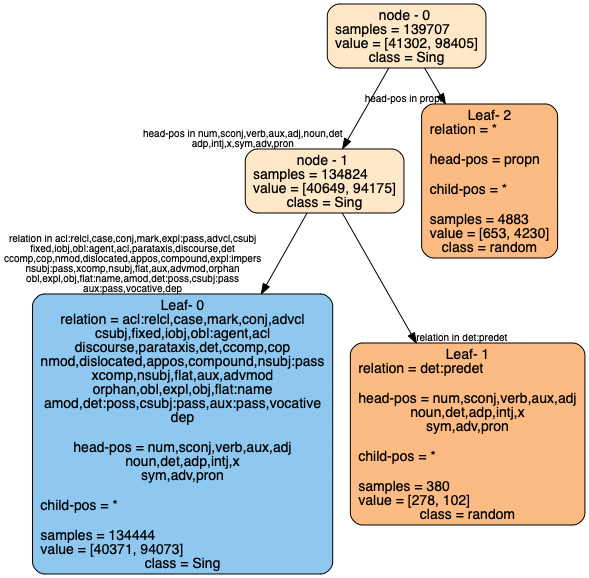 node - 0
samples = 139707
value = [41302, 98405]
class = Sing
head-pos in propn
Leaf- 2
relation = *
head-pos = propn
child-pos = *
samples = 4883
value = [653, 4230]
class = random
head-pos in num,sconj,verb,aux,adj,noun,det
adp,intj,x,sym,adv,pron
node - 1
samples = 134824
value = [40649, 94175]
class = Sing
relation in acl:relcl,case,conj,mark,expl:pass,advcl,csubj
fixed,iobj,obl:agent,acl,parataxis,discourse,det
ccomp,cop,nmod,dislocated,appos,compound,expl:impers
nsubj:pass,xcomp,nsubj,flat,aux,advmod,orphan
obl,expl,obj,flat:name,amod,det:poss,csubj:pass
aux:pass,vocative,dep
Leaf- 0
relation = acl:relcl,case,mark,conj,advcl
csubj,fixed,iobj,obl:agent,acl
discourse,parataxis,det,ccomp,cop
nmod,dislocated,appos,compound,nsubj:pass
xcomp,nsubj,flat,aux,advmod
orphan,obl,expl,obj,flat:name
amod,det:poss,csubj:pass,aux:pass,vocative
dep
head-pos = num,sconj,verb,aux,adj
noun,det,adp,intj,x
sym,adv,pron
child-pos = *
samples = 134444
value = [40371, 94073]
class = Sing
relation in det:predet
Leaf- 1
relation = det:predet
head-pos = num,sconj,verb,aux,adj
noun,det,adp,intj,x
sym,adv,pron
child-pos = *
samples = 380
value = [278, 102]
class = random